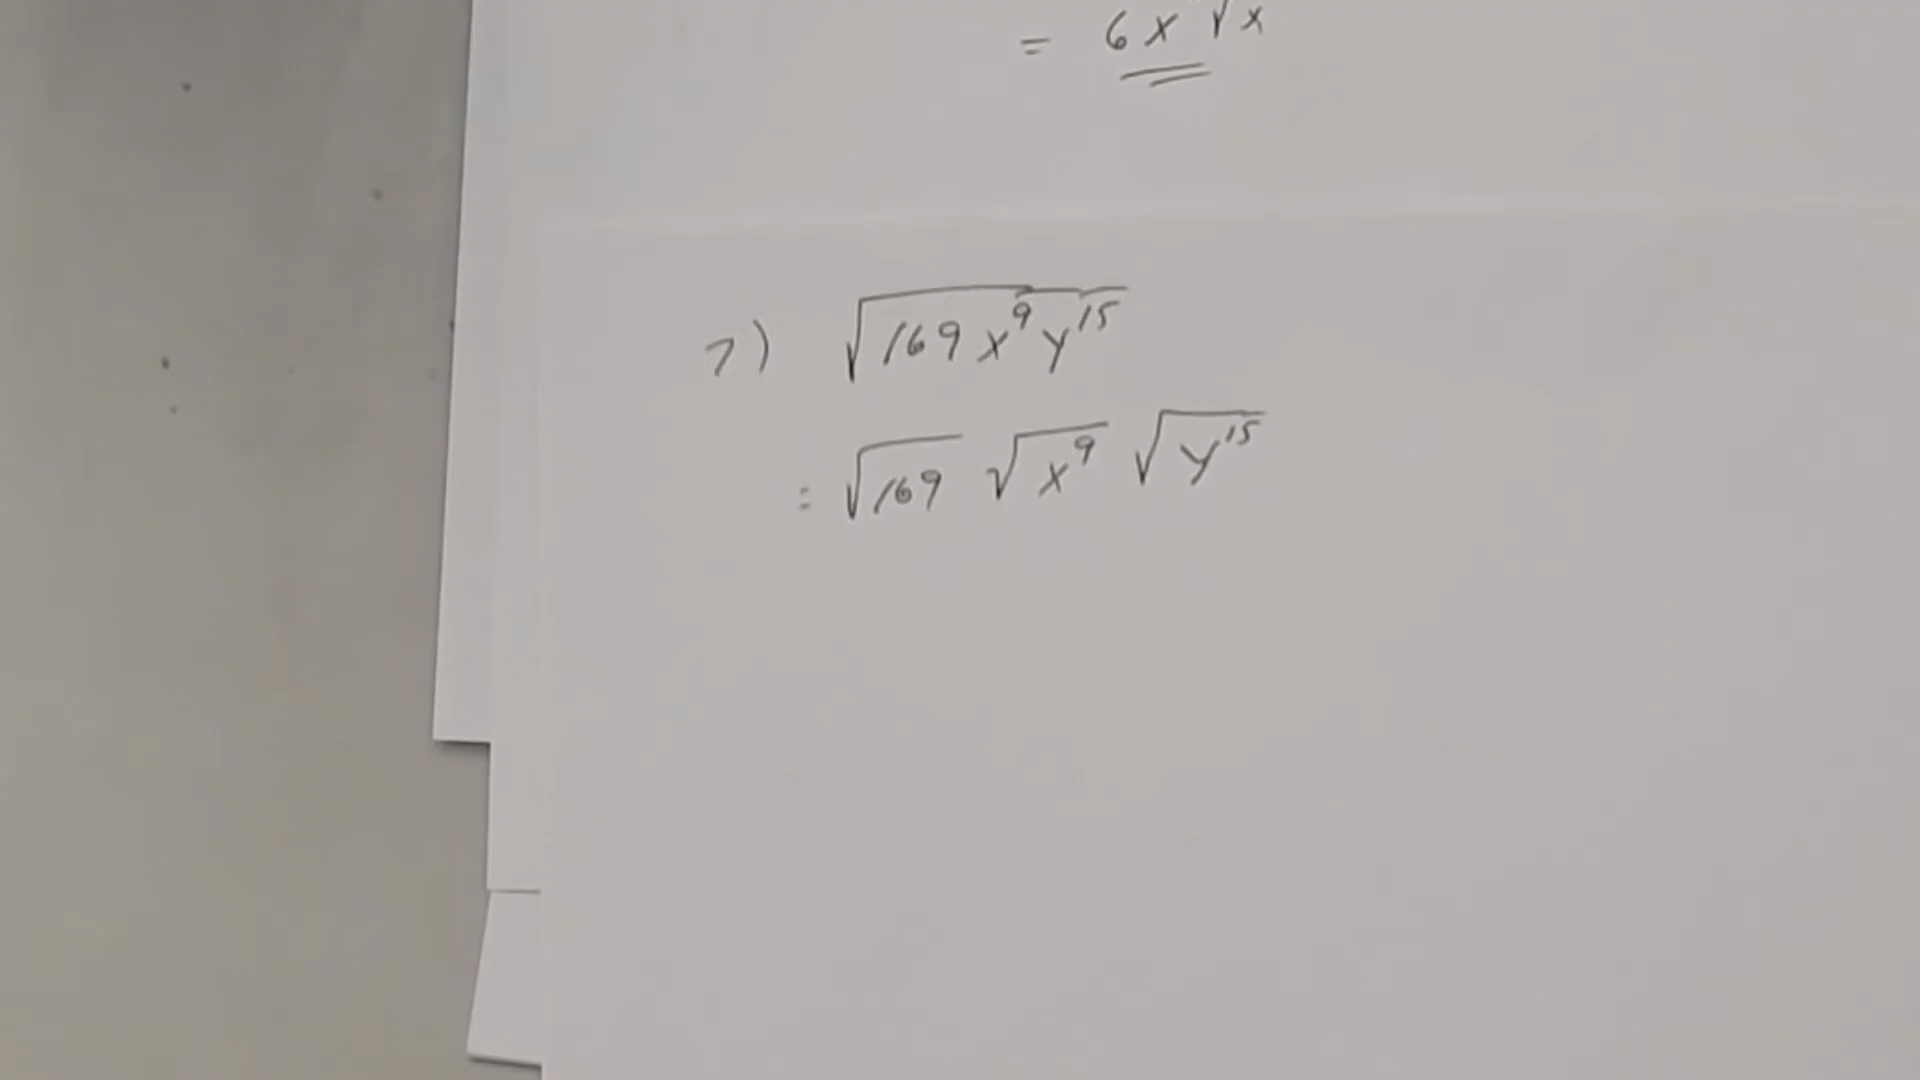 = 6x √x
7) √169x⁹y¹⁵
= √169 √x⁹ √y¹⁵